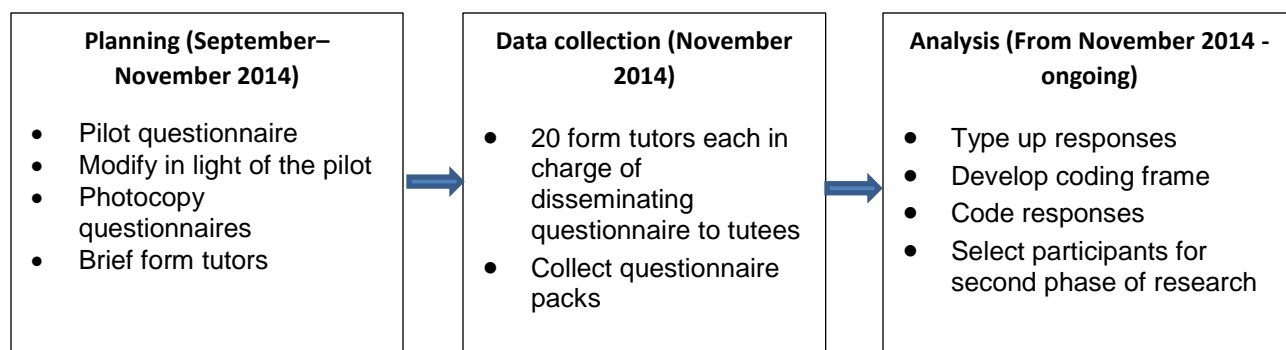 Planning (September–
November 2014)
• Pilot questionnaire
• Modify in light of the pilot
• Photocopy
questionnaires
• Brief form tutors
Data collection (November
2014)
• 20 form tutors each in
charge of
disseminating
questionnaire to tutees
• Collect questionnaire
packs
Analysis (From November 2014 -
ongoing)
• Type up responses
• Develop coding frame
• Code responses
• Select participants for
second phase of research